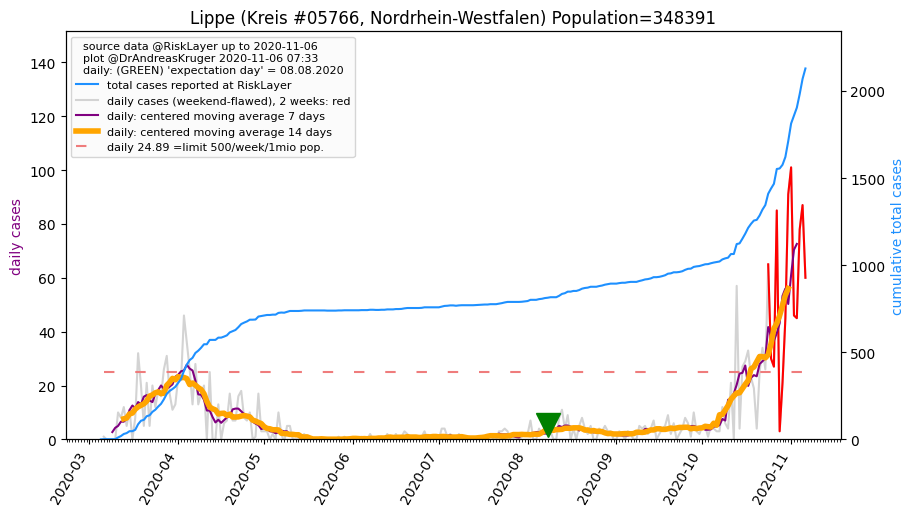 Lippe (Kreis #05766, Nordrhein-Westfalen) Population=348391
source data @RiskLayer up to 2020-11-06
plot @DrAndreasKruger 2020-11-06 07:33
daily: (GREEN) 'expectation day' = 08.08.2020
total cases reported at RiskLayer
daily cases (weekend-flawed), 2 weeks: red
daily: centered moving average 7 days
daily: centered moving average 14 days
daily 24.89 =limit 500/week/1mio pop.
daily cases
140
120
100
80
60
40
20
0
cumulative total cases
2000
1500
1000
500
0
2020-03
2020-04
2020-05
2020-06
2020-07
2020-08
2020-09
2020-10
2020-11